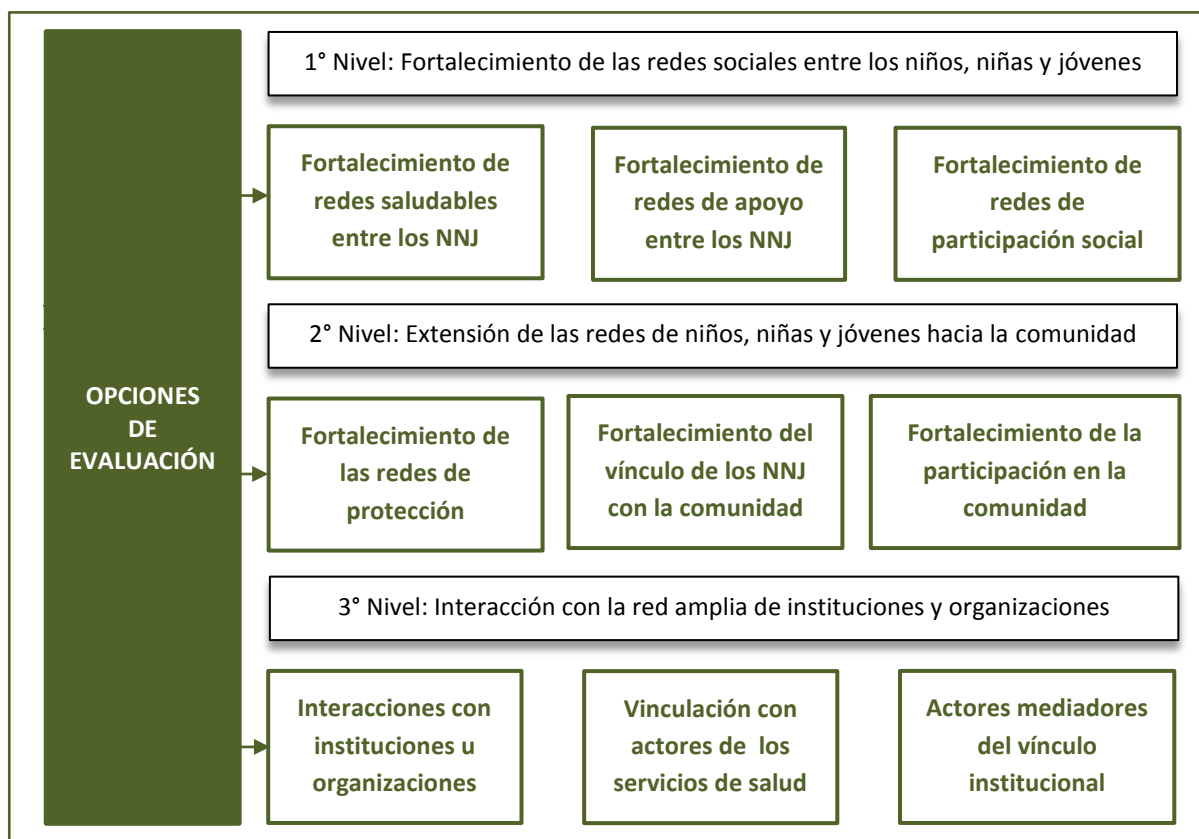 OPCIONES
DE
EVALUACIÓN
1° Nivel: Fortalecimiento de las redes sociales entre los niños, niñas y jóvenes
Fortalecimiento de
redes saludables
entre los NNJ
Fortalecimiento de
redes de apoyo
entre los NNJ
Fortalecimiento de
redes de
participación social
2° Nivel: Extensión de las redes de niños, niñas y jóvenes hacia la comunidad
Fortalecimiento de
las redes de
protección
Fortalecimiento del
vínculo de los NNJ
con la comunidad
Fortalecimiento de la
participación en la
comunidad
3° Nivel: Interacción con la red amplia de instituciones y organizaciones
Interacciones con
instituciones u
organizaciones
Vinculación con
actores de los
servicios de salud
Actores mediadores
del vínculo
institucional